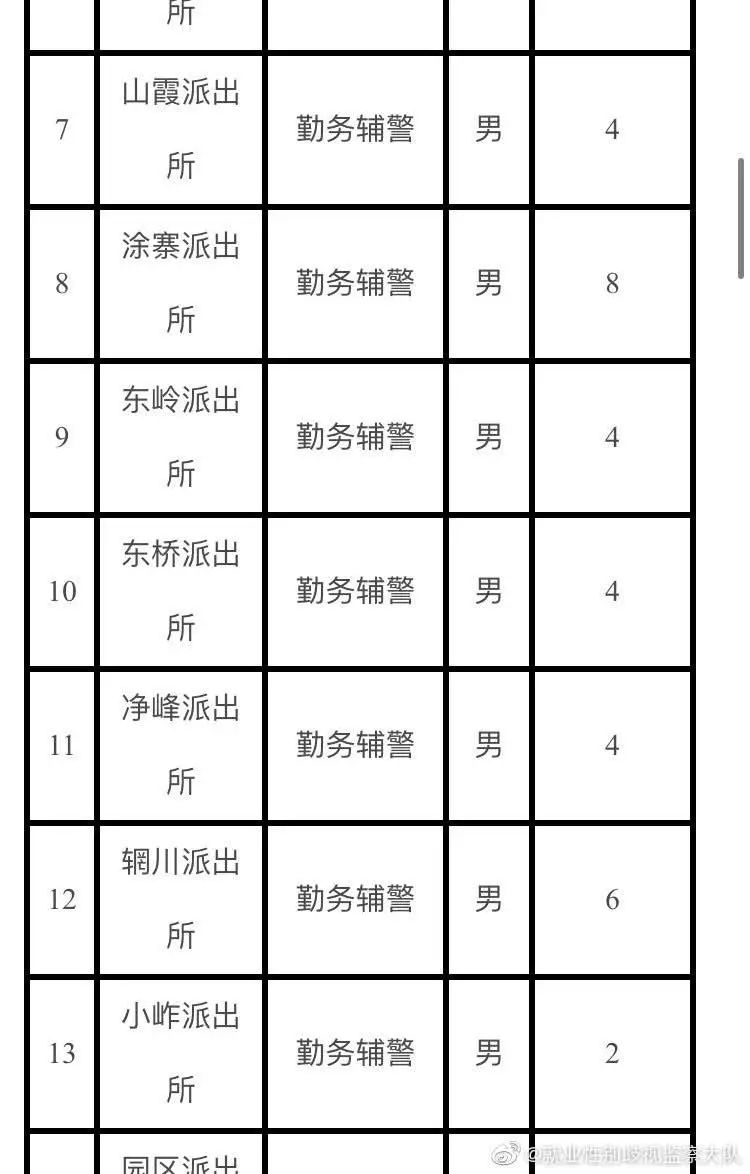 所
7 山霞派出所 勤务辅警 男 4
8 涂寨派出所 勤务辅警 男 8
9 东岭派出所 勤务辅警 男 4
10 东桥派出所 勤务辅警 男 4
11 净峰派出所 勤务辅警 男 4
12 辋川派出所 勤务辅警 男 6
13 小岞派出所 勤务辅警 男 2
园区派出
@就业性别歧视监察大队